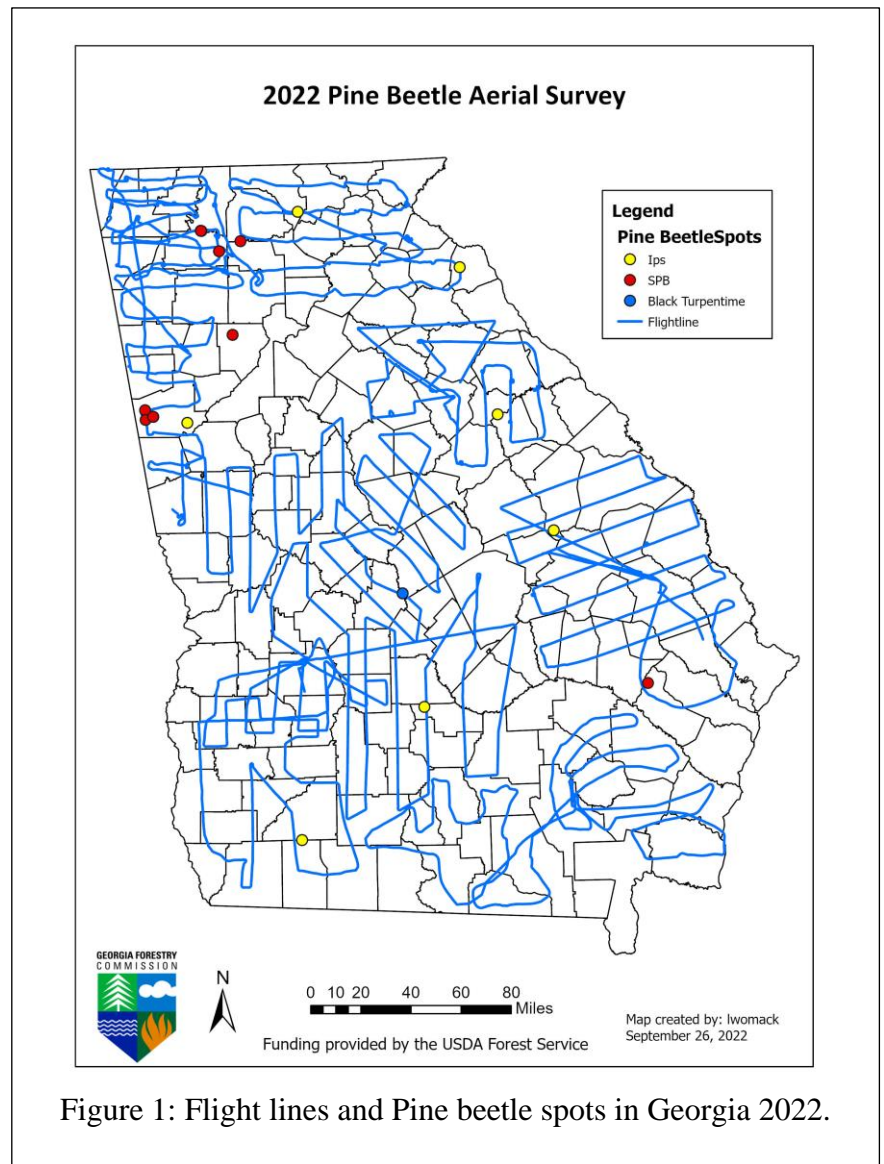 2022 Pine Beetle Aerial Survey
Legend
Pine BeetleSpots
Ips
SPB
Black Turpentime
Flightline
GEORGIA FORESTRY
COMMISSION
N
0 10 20 40 60 80
Miles
Funding provided by the USDA Forest Service
Map created by: lwomack
September 26, 2022
Figure 1: Flight lines and Pine beetle spots in Georgia 2022.